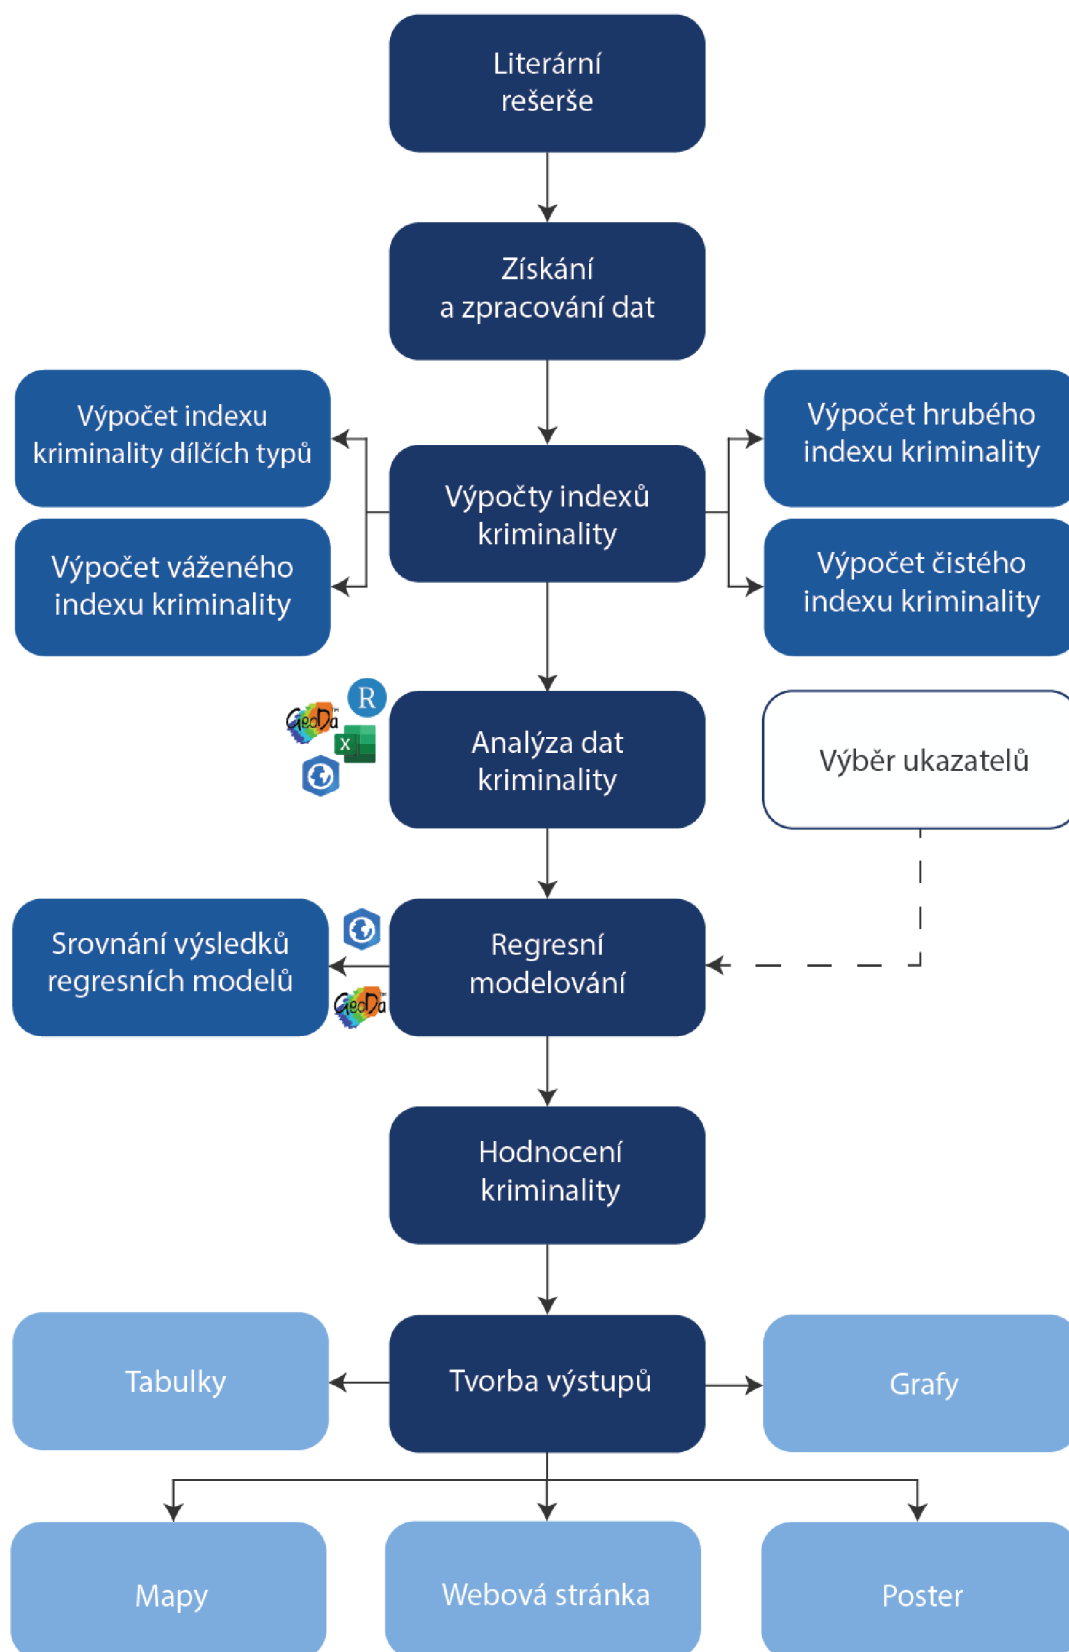 Literární
rešerše
Získání
a zpracování dat
Výpočet indexu
kriminality dílčích typů
Výpočet hrubého
indexu kriminality
Výpočty indexů
kriminality
Výpočet váženého
indexu kriminality
Výpočet čistého
indexu kriminality
R
GeoDa™
X
Analýza dat
kriminality
Výběr ukazatelů
Srovnání výsledků
regresních modelů
GeoDa
Regresní
modelování
Hodnocení
kriminality
Tabulky
Tvorba výstupů
Grafy
Mapy
Webová stránka
Poster